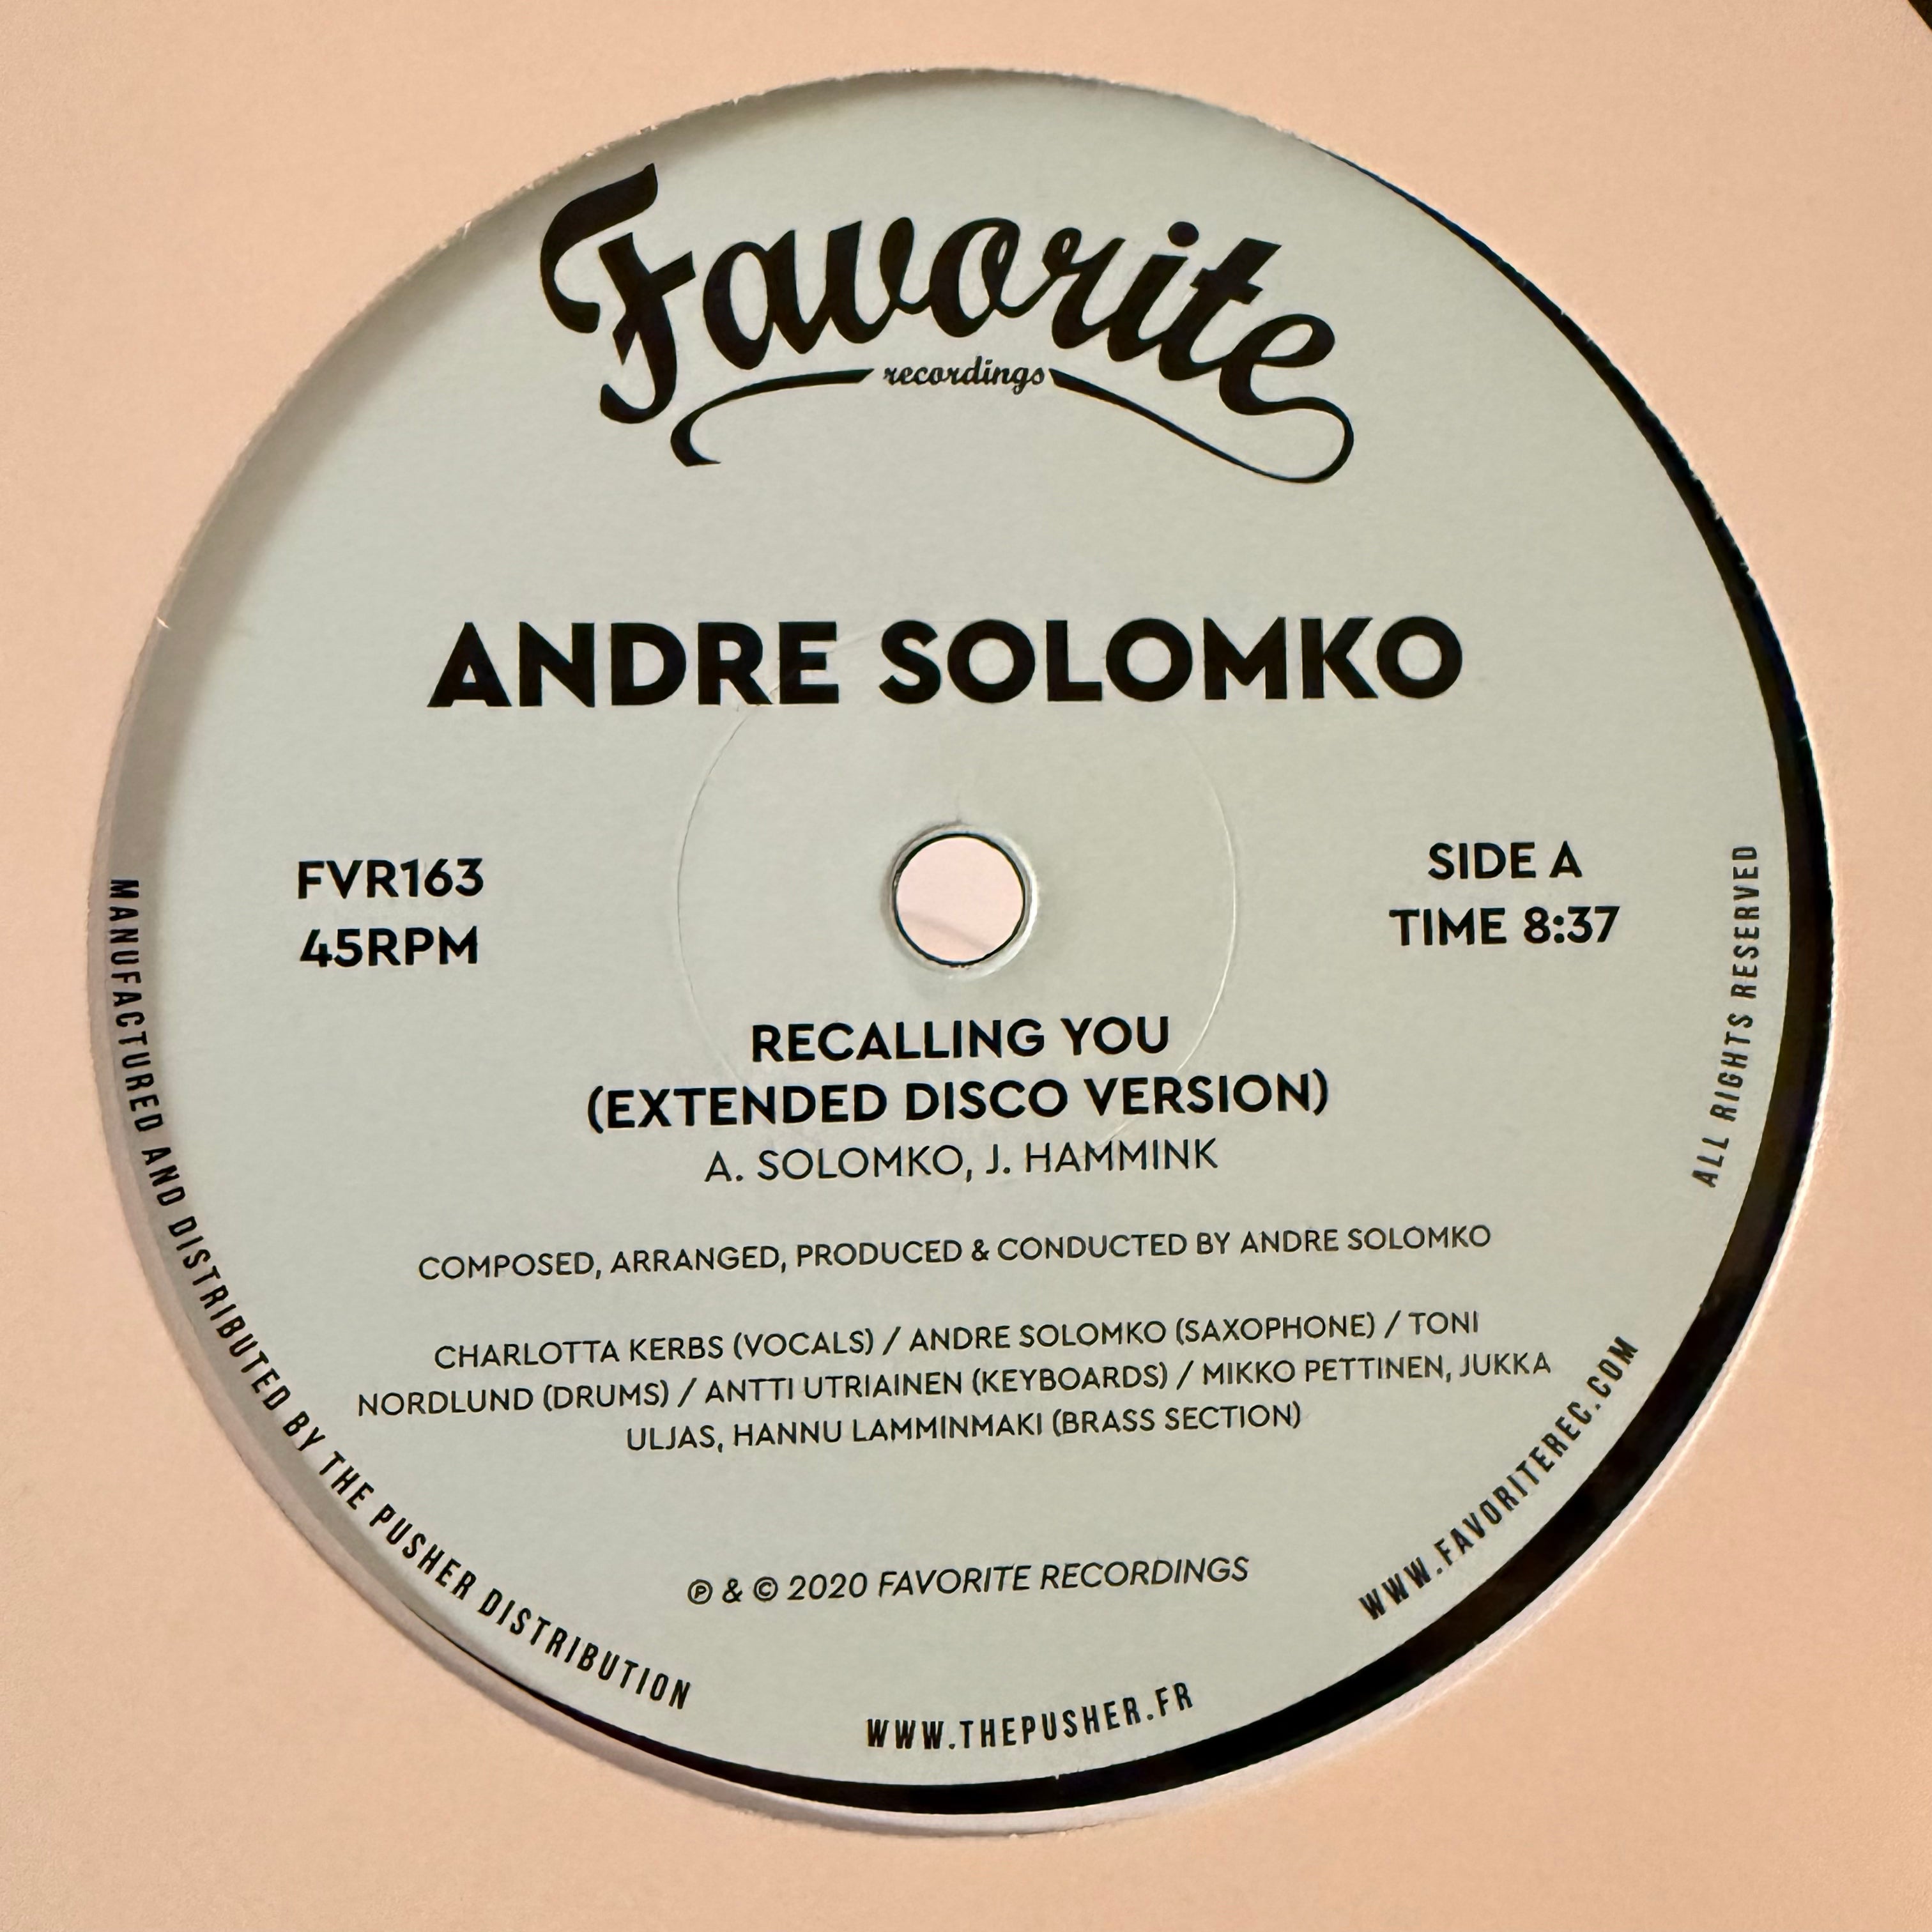 Favorite
recordings
ANDRE SOLOMKO
FVR163
45RPM
SIDE A
TIME 8:37
RECALLING YOU
(EXTENDED DISCO VERSION)
A. SOLOMKO, J. HAMMINK
COMPOSED, ARRANGED, PRODUCED & CONDUCTED BY ANDRE SOLOMKO
CHARLOTTA KERBS (VOCALS) / ANDRE SOLOMKO (SAXOPHONE) / TONI
NORDLUND (DRUMS) / ANTTI UTRIAINEN (KEYBOARDS) / MIKKO PETTINEN, JUKKA
ULJAS, HANNU LAMMINMAKI (BRASS SECTION)
℗ & © 2020 FAVORITE RECORDINGS
MANUFACTURED AND DISTRIBUTED BY THE PUSHER DISTRIBUTION
WWW.THEPUSHER.FR
WWW.FAVORITEREC.COM
ALL RIGHTS RESERVED